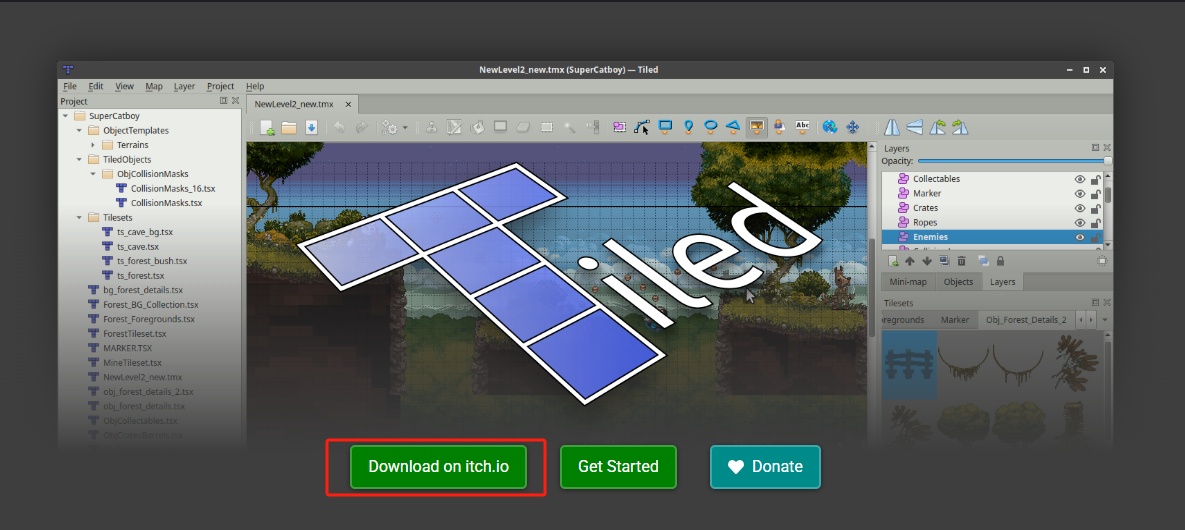 NewLevel2_new.tmx (SuperCatboy) — Tiled
File Edit View Map Layer Project Help
Project
SuperCatboy
ObjectTemplates
Terrains
TiledObjects
ObjCollisionMasks
CollisionMasks_16.tsx
CollisionMasks.tsx
Tilesets
ts_cave_bg.tsx
ts_cave.tsx
ts_forest_bush.tsx
ts_forest.tsx
bg_forest_details.tsx
Forest_BG_Collection.tsx
Forest_Foregrounds.tsx
ForestTileset.tsx
MARKER.TSX
MineTileset.tsx
NewLevel2_new.tmx
obj_forest_details_2.tsx
obj_forest_details.tsx
ObjCollectables.tsx
NewLevel2_new.tmx
Abc
iled
Layers
Opacity:
Collectables
Marker
Crates
Ropes
Enemies
Mini-map Objects Layers
Tilesets
regrounds Marker Obj_Forest_Details_2
Download on itch.io
Get Started
Donate